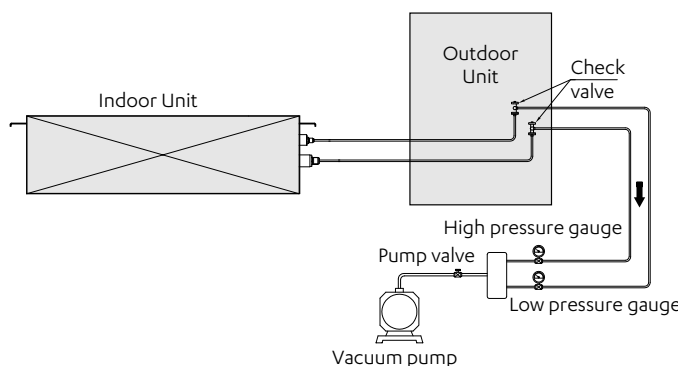 Outdoor
Unit
Check
valve
Indoor Unit
High pressure gauge
Pump valve
Low pressure gauge
Vacuum pump